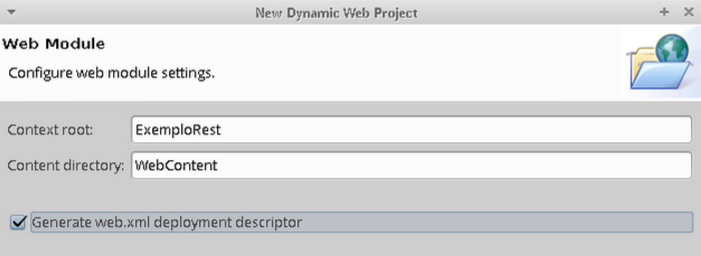 New Dynamic Web Project
Web Module
Configure web module settings.
Context root: ExemploRest
Content directory: WebContent
Generate web.xml deployment descriptor